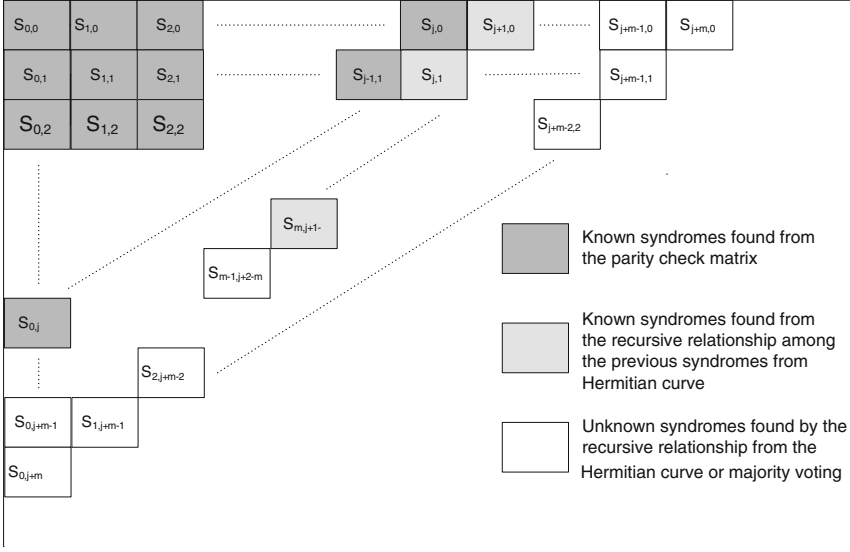 S0,0 S1,0 S2,0 Sj,0 Sj+1,0 Sj+m-1,0 Sj+m,0
S0,1 S1,1 S2,1 Sj-1,1 Sj,1 Sj+m-1,1
S0,2 S1,2 S2,2 Sj+m-2,2
Sm,j+1-
Sm-1,j+2-m
S0,j
S2,j+m-2
S0,j+m-1 S1,j+m-1
S0,j+m
Known syndromes found from
the parity check matrix
Known syndromes found from
the recursive relationship among
the previous syndromes from
Hermitian curve
Unknown syndromes found by the
recursive relationship from the
Hermitian curve or majority voting